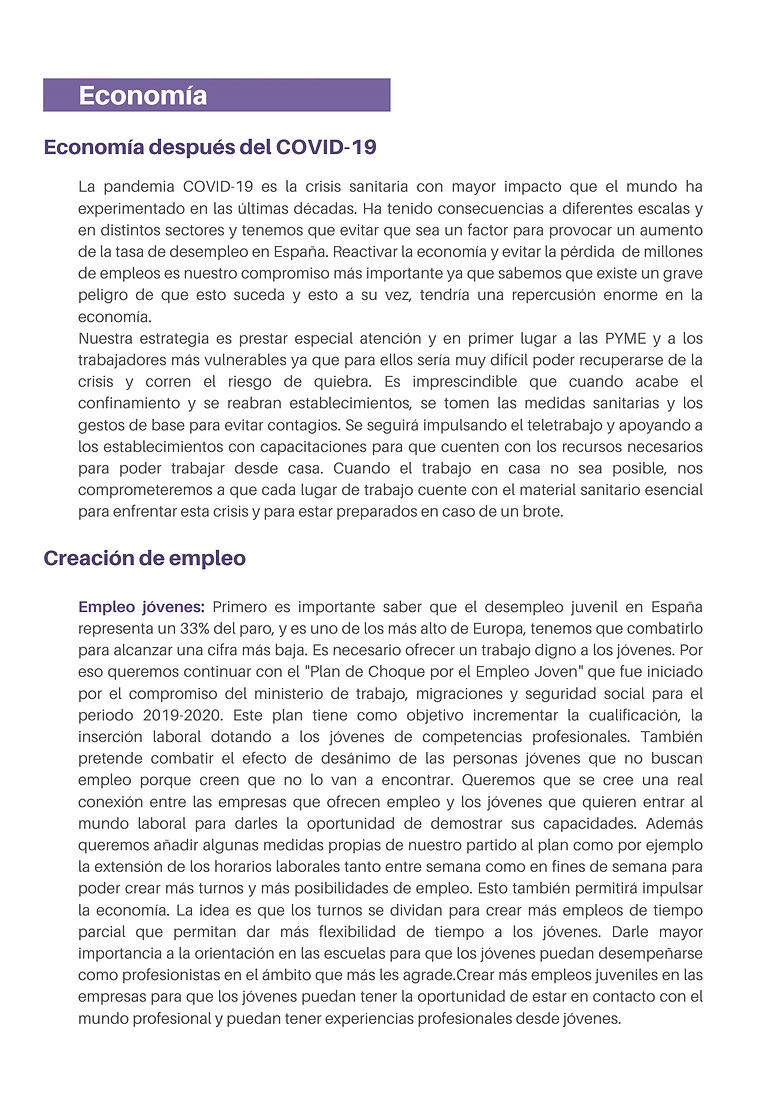 Economía
Economía después del COVID-19
La pandemia COVID-19 es la crisis sanitaria con mayor impacto que el mundo ha
experimentado en las últimas décadas. Ha tenido consecuencias a diferentes escalas y
en distintos sectores y tenemos que evitar que sea un factor para provocar un aumento
de la tasa de desempleo en España. Reactivar la economía y evitar la pérdida de millones
de empleos es nuestro compromiso más importante ya que sabemos que existe un grave
peligro de que esto suceda y esto a su vez, tendría una repercusión enorme en la
economía.
Nuestra estrategia es prestar especial atención y en primer lugar a las PYME y a los
trabajadores más vulnerables ya que para ellos sería muy difícil poder recuperarse de la
crisis y corren el riesgo de quiebra. Es imprescindible que cuando acabe el
confinamiento y se reabran establecimientos, se tomen las medidas sanitarias y los
gestos de base para evitar contagios. Se seguirá impulsando el teletrabajo y apoyando a
los establecimientos con capacitaciones para que cuenten con los recursos necesarios
para poder trabajar desde casa. Cuando el trabajo en casa no sea posible, nos
comprometeremos a que cada lugar de trabajo cuente con el material sanitario esencial
para enfrentar esta crisis y para estar preparados en caso de un brote.
Creación de empleo
Empleo jóvenes: Primero es importante saber que el desempleo juvenil en España
representa un 33% del paro, y es uno de los más alto de Europa, tenemos que combatirlo
para alcanzar una cifra más baja. Es necesario ofrecer un trabajo digno a los jóvenes. Por
eso queremos continuar con el "Plan de Choque por el Empleo Joven" que fue iniciado
por el compromiso del ministerio de trabajo, migraciones y seguridad social para el
periodo 2019-2020. Este plan tiene como objetivo incrementar la cualificación, la
inserción laboral dotando a los jóvenes de competencias profesionales. También
pretende combatir el efecto de desánimo de las personas jóvenes que no buscan
empleo porque creen que no lo van a encontrar. Queremos que se cree una real
conexión entre las empresas que ofrecen empleo y los jóvenes que quieren entrar al
mundo laboral para darles la oportunidad de demostrar sus capacidades. Además
queremos añadir algunas medidas propias de nuestro partido al plan como por ejemplo
la extensión de los horarios laborales tanto entre semana como en fines de semana para
poder crear más turnos y más posibilidades de empleo. Esto también permitirá impulsar
la economía. La idea es que los turnos se dividan para crear más empleos de tiempo
parcial que permitan dar más flexibilidad de tiempo a los jóvenes. Darle mayor
importancia a la orientación en las escuelas para que los jóvenes puedan desempeñarse
como profesionistas en el ámbito que más les agrade.Crear más empleos juveniles en las
empresas para que los jóvenes puedan tener la oportunidad de estar en contacto con el
mundo profesional y puedan tener experiencias profesionales desde jóvenes.